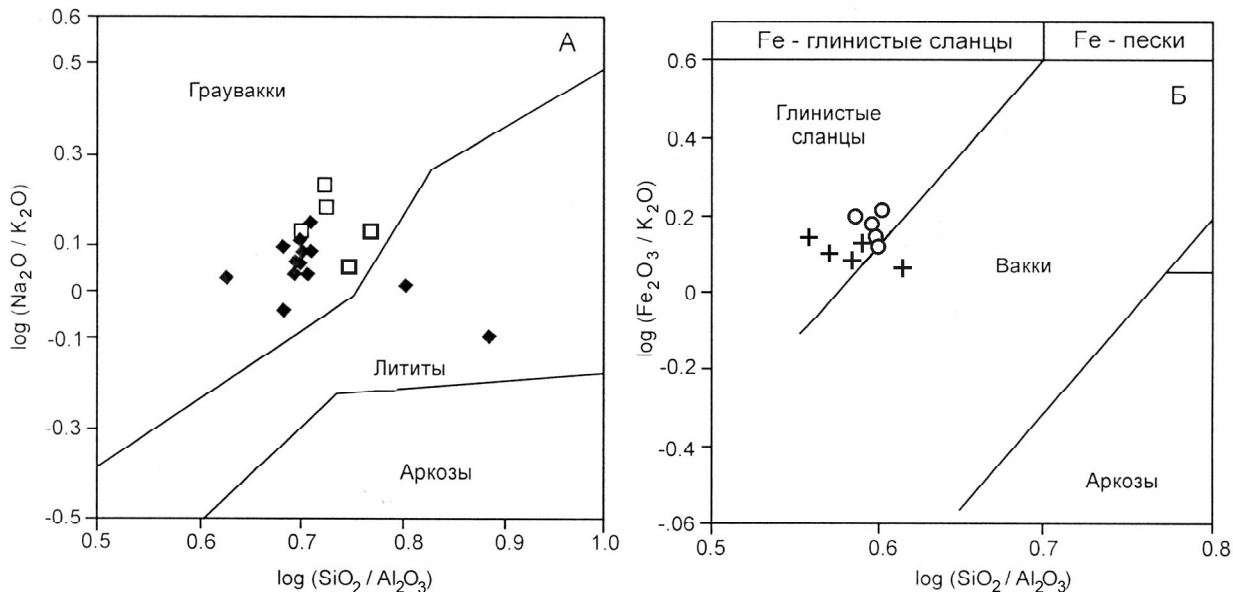 А
0.6
0.5
0.3
0.1
0
-0.1
-0.3
-0.5
log (Na₂O / K₂O)
Граувакки
Лититы
Аркозы
0.5
0.6
0.7
0.8
0.9
1.0
log (SiO₂ / Al₂O₃)
Fe - глинистые сланцы
Fe - пески
Б
0.6
0.4
0.2
0
-0.2
-0.4
-.06
log (Fe₂O₃ / K₂O)
Глинистые
сланцы
Вакки
Аркозы
0.5
0.6
0.7
0.8
log (SiO₂ / Al₂O₃)